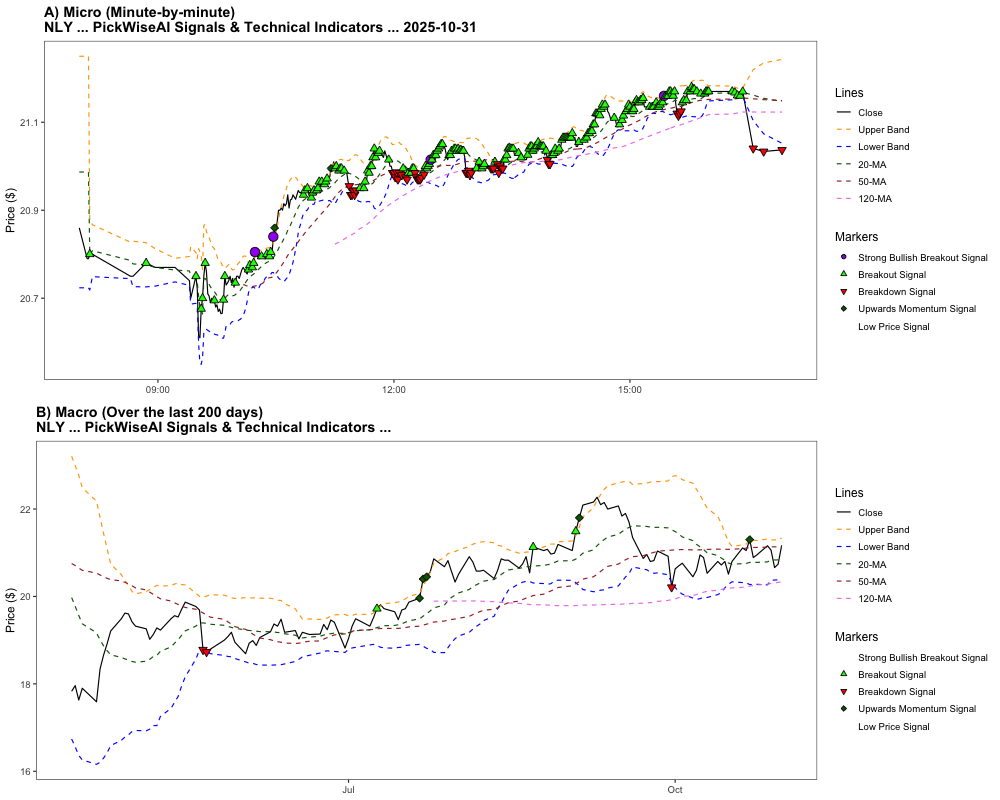 A) Micro (Minute-by-minute)
NLY ... PickWiseAI Signals & Technical Indicators ... 2025-10-31
Price ($)
21.1
20.9
20.7
09:00
12:00
15:00
Lines
Close
Upper Band
Lower Band
20-MA
50-MA
120-MA
Markers
Strong Bullish Breakout Signal
Breakout Signal
Breakdown Signal
Upwards Momentum Signal
Low Price Signal
B) Macro (Over the last 200 days)
NLY ... PickWiseAI Signals & Technical Indicators ...
Price ($)
22
20
18
16
Jul
Oct
Lines
Close
Upper Band
Lower Band
20-MA
50-MA
120-MA
Markers
Strong Bullish Breakout Signal
Breakout Signal
Breakdown Signal
Upwards Momentum Signal
Low Price Signal